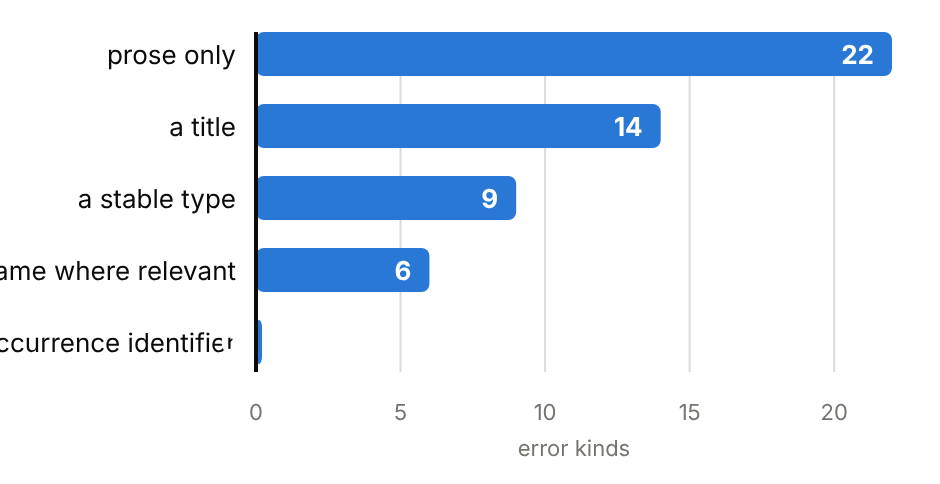 prose only 22
a title 14
a stable type 9
ame where relevant 6
ccurrence identifier
0 5 10 15 20
error kinds